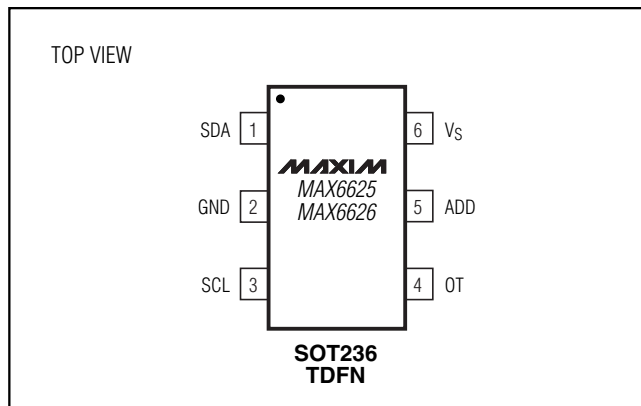 TOP VIEW
SDA 1
6 VS
MAXIM
MAX6625
MAX6626
GND 2
5 ADD
SCL 3
4 OT
SOT236
TDFN